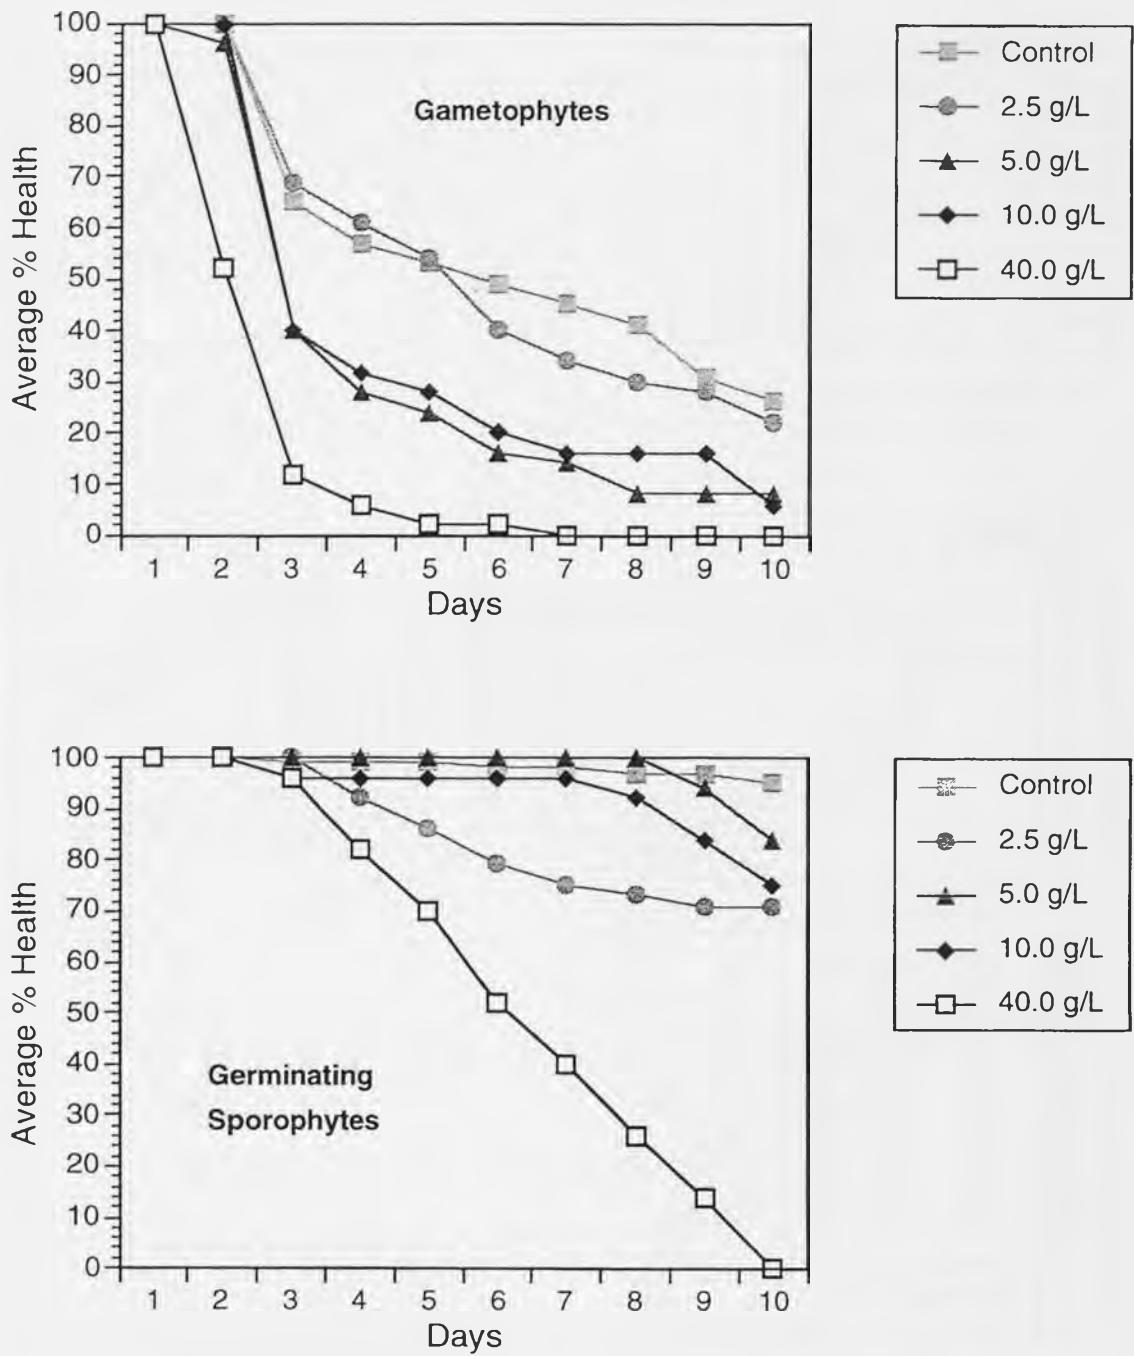 100
90
80
70
60
50
40
30
20
10
0
Average % Health
Gametophytes
1 2 3 4 5 6 7 8 9 10
Days
Control
2.5 g/L
5.0 g/L
10.0 g/L
40.0 g/L
100
90
80
70
60
50
40
30
20
10
0
Average % Health
Germinating
Sporophytes
1 2 3 4 5 6 7 8 9 10
Days
Control
2.5 g/L
5.0 g/L
10.0 g/L
40.0 g/L